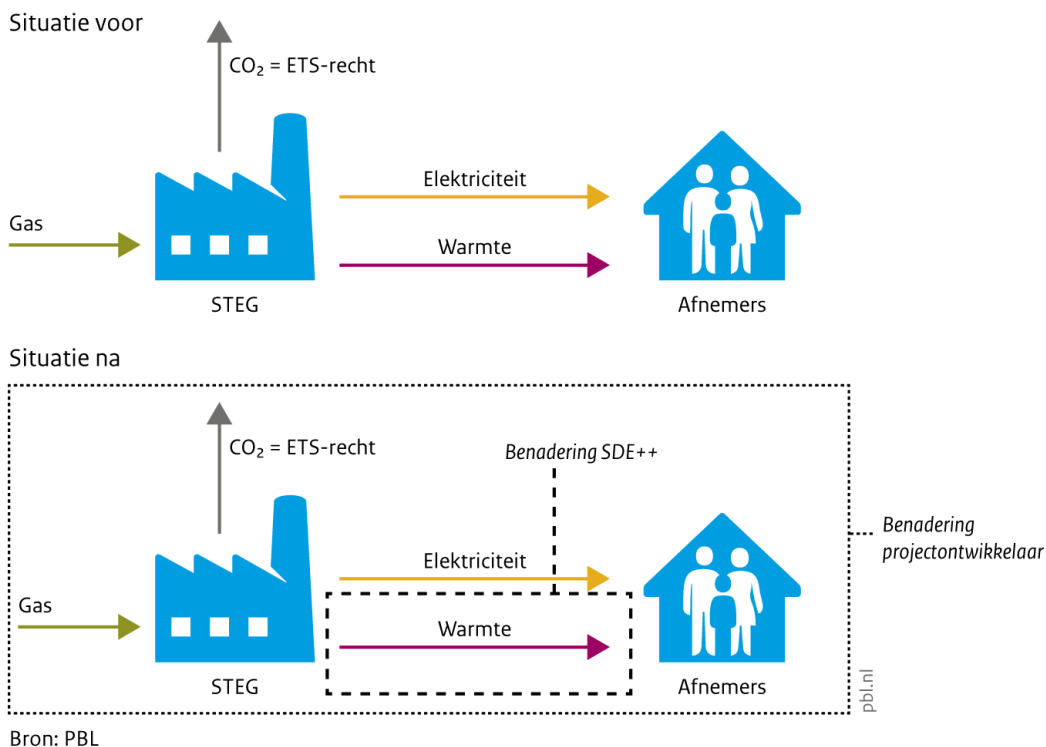 Situatie voor
CO₂ = ETS-recht
Elektriciteit
Gas
Warmte
STEG
Afnemers
Situatie na
CO₂ = ETS-recht
Benadering SDE++
Benadering
projectontwikkelaar
Elektriciteit
Gas
Warmte
STEG
Afnemers
pbl.nl
Bron: PBL